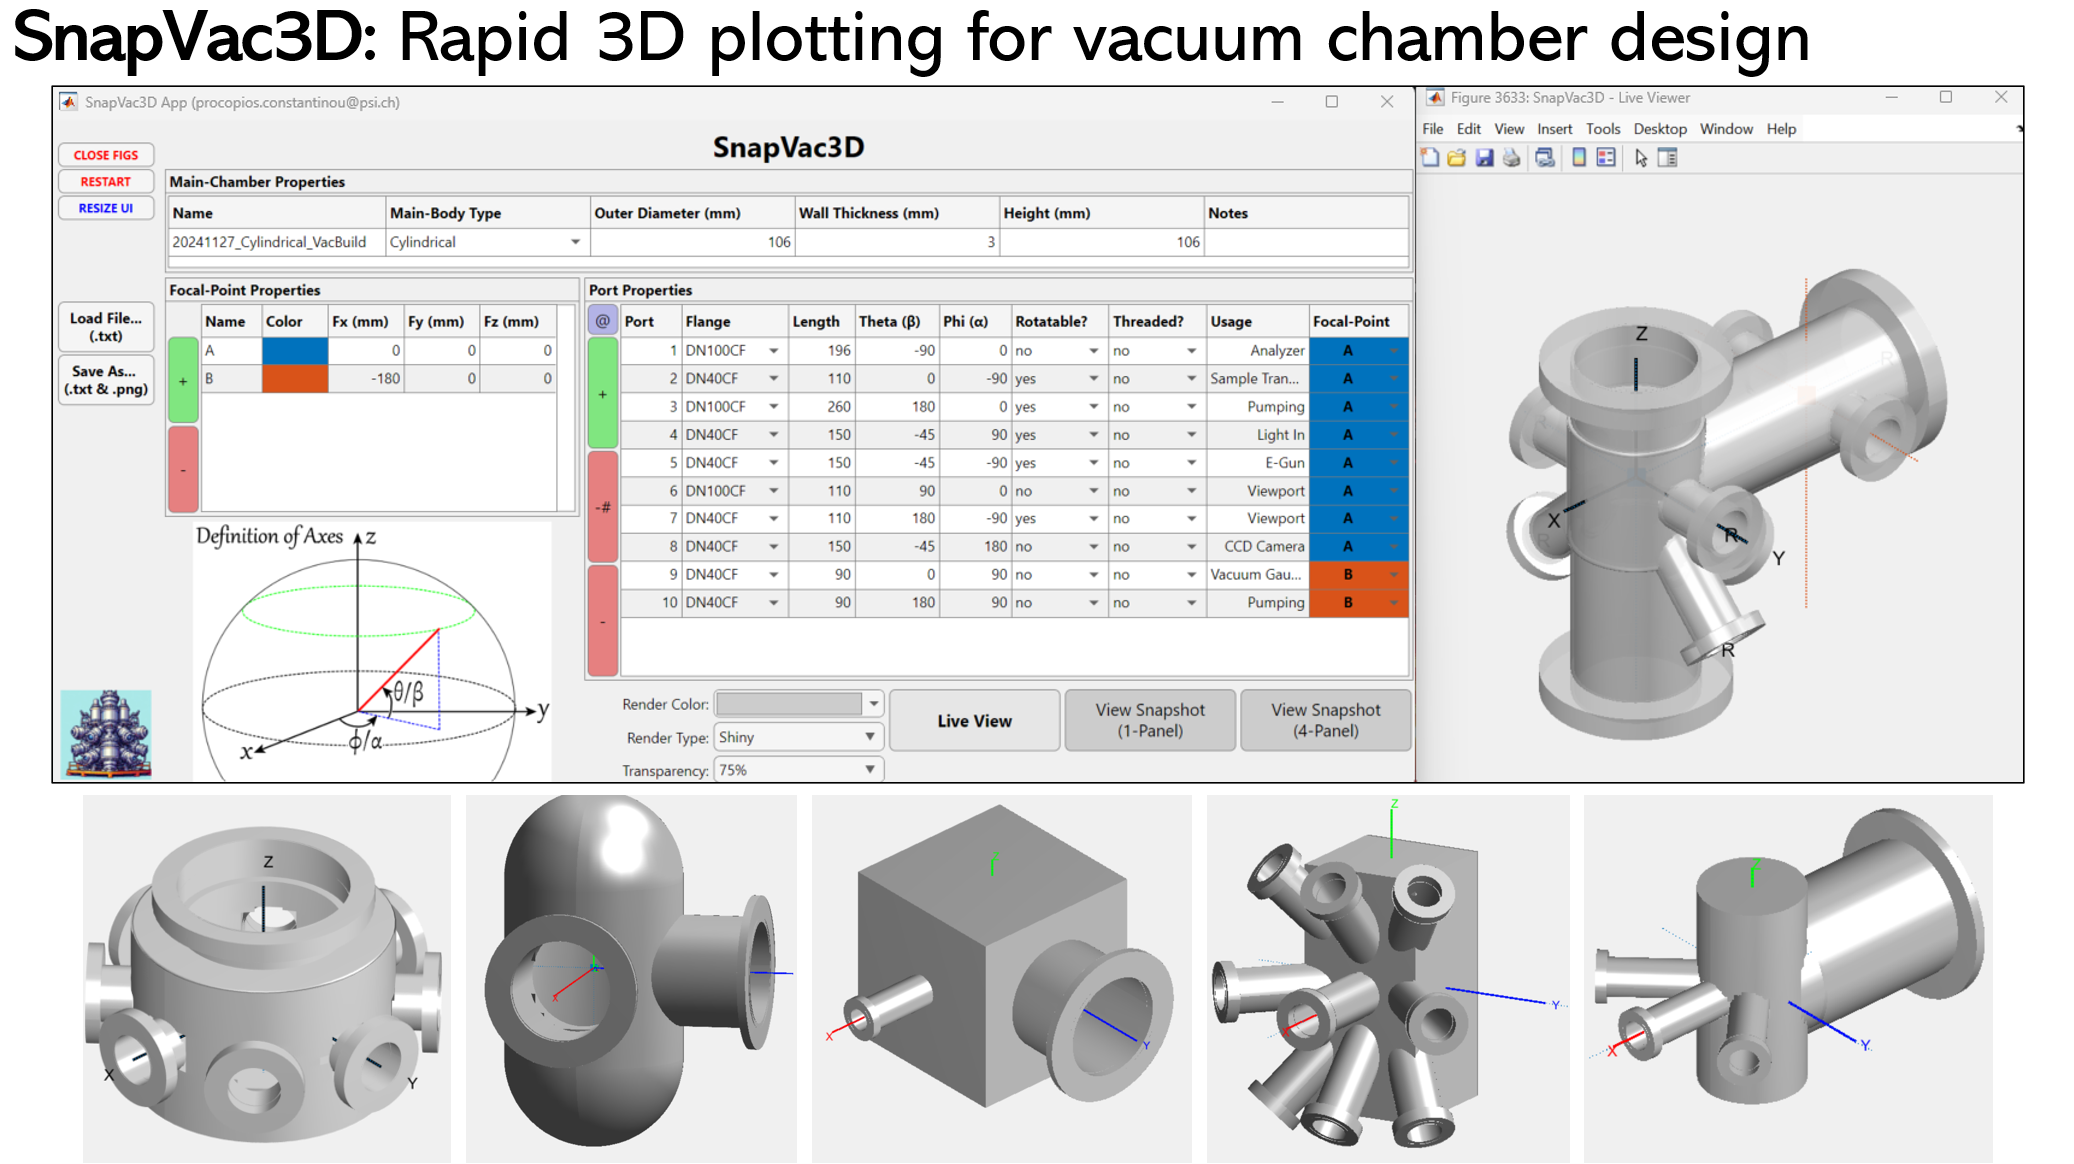 SnapVac3D: Rapid 3D plotting for vacuum chamber design
SnapVac3D App (procopios.constantinou@psi.ch)
SnapVac3D
CLOSE FIGS
RESTART
RESIZE UI
Main-Chamber Properties
Name Main-Body Type Outer Diameter (mm) Wall Thickness (mm) Height (mm) Notes
20241127_Cylindrical_VacBuild Cylindrical 106 3 106
Load File...
(.txt)
Save As...
(.txt & .png)
Focal-Point Properties
Name Color Fx (mm) Fy (mm) Fz (mm)
+
-
A 0 0 0
B -180 0 0
Port Properties
@ Port Flange Length Theta (β) Phi (α) Rotatable? Threaded? Usage Focal-Point
+
-#
-
1 DN100CF 196 -90 0 no no Analyzer A
2 DN40CF 110 0 -90 yes no Sample Tran... A
3 DN100CF 260 180 0 yes no Pumping A
4 DN40CF 150 -45 90 yes no Light In A
5 DN40CF 150 -45 -90 yes no E-Gun A
6 DN100CF 110 90 0 no no Viewport A
7 DN40CF 110 180 -90 yes no Viewport A
8 DN40CF 150 -45 180 no no CCD Camera A
9 DN40CF 90 0 90 no no Vacuum Gau... B
10 DN40CF 90 180 90 no no Pumping B
Definition of Axes
z
θ/β
y
ϕ/α
x
Render Color:
Render Type: Shiny
Transparency: 75%
Live View
View Snapshot
(1-Panel)
View Snapshot
(4-Panel)
Figure 3633: SnapVac3D - Live Viewer
File Edit View Insert Tools Desktop Window Help
Z
R
X
R
R
Y
R
Z
X
Y
Z
X
Z
X
Y
Z
X
Y
Z
X
Y